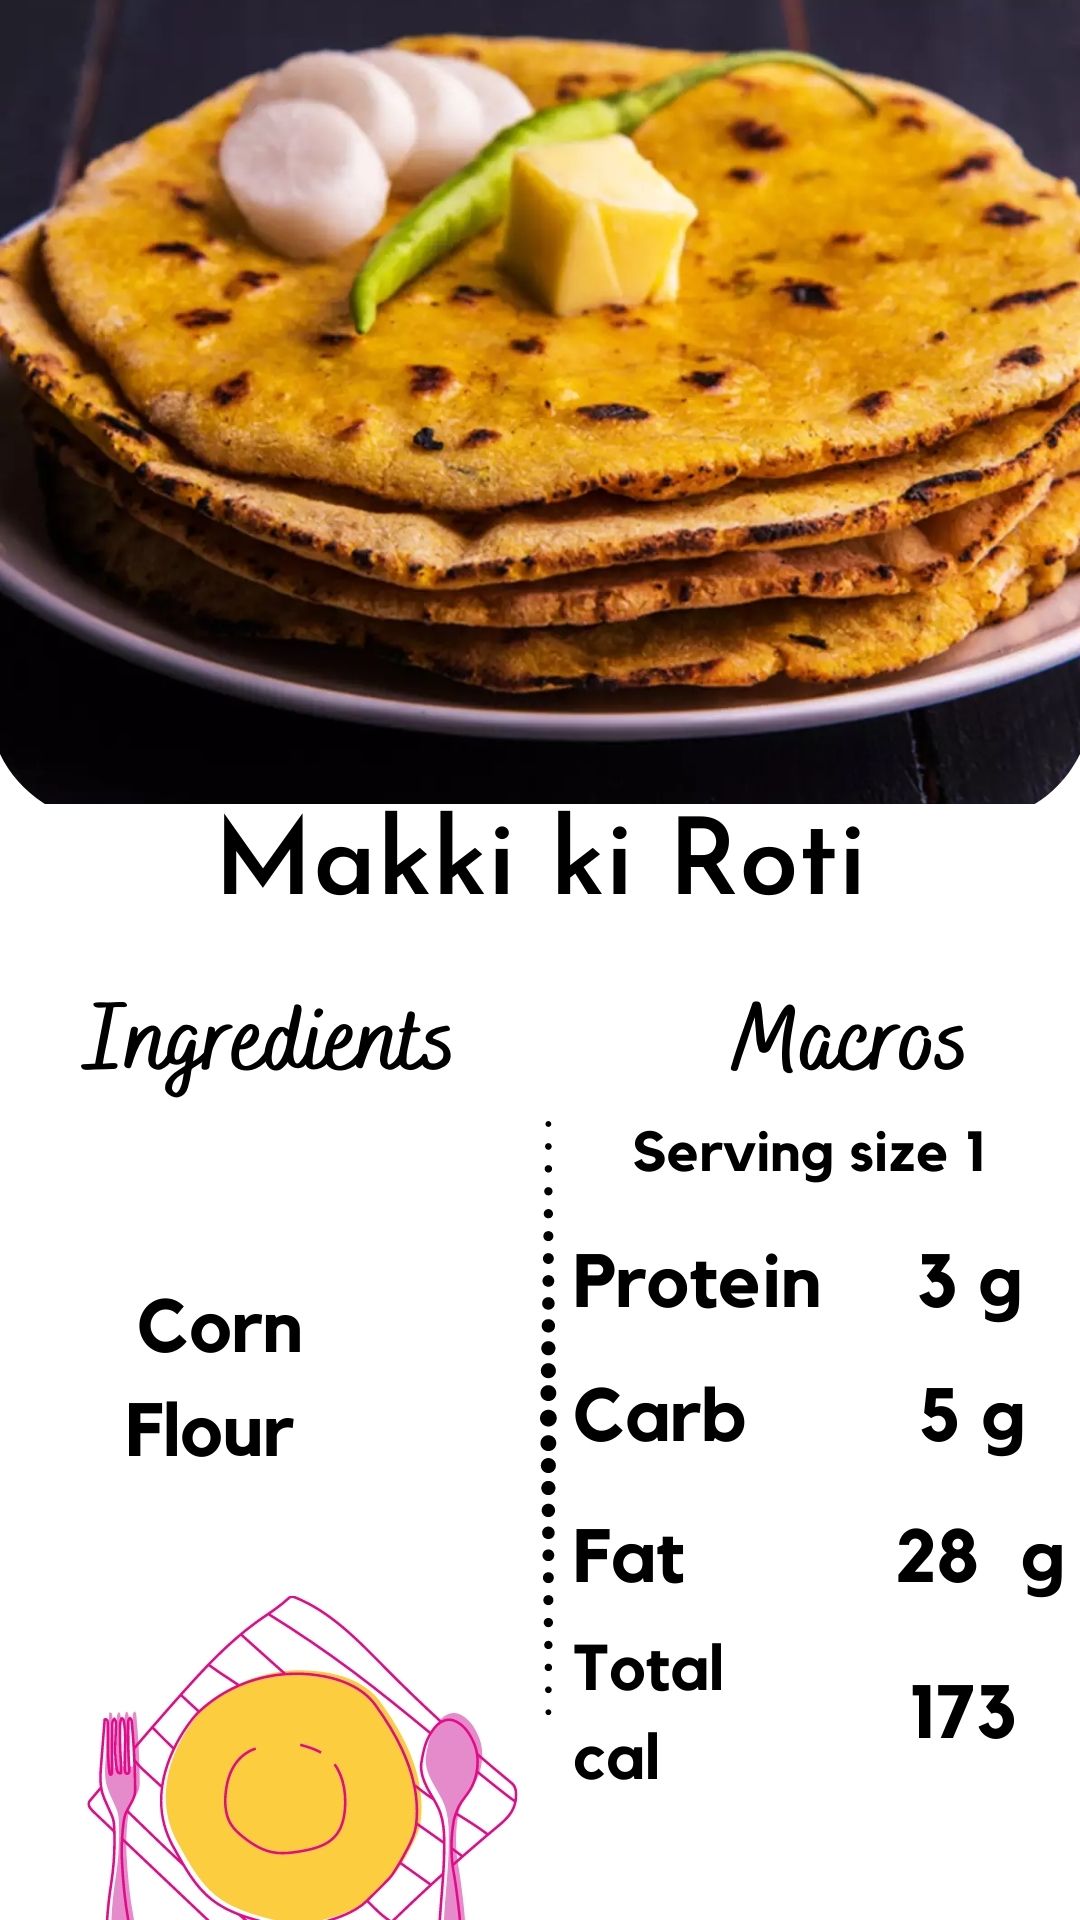 Makki ki Roti
Ingredients
Corn
Flour
Macros
Serving size 1
Protein 3 g
Carb 5 g
Fat 28 g
Total
cal 173